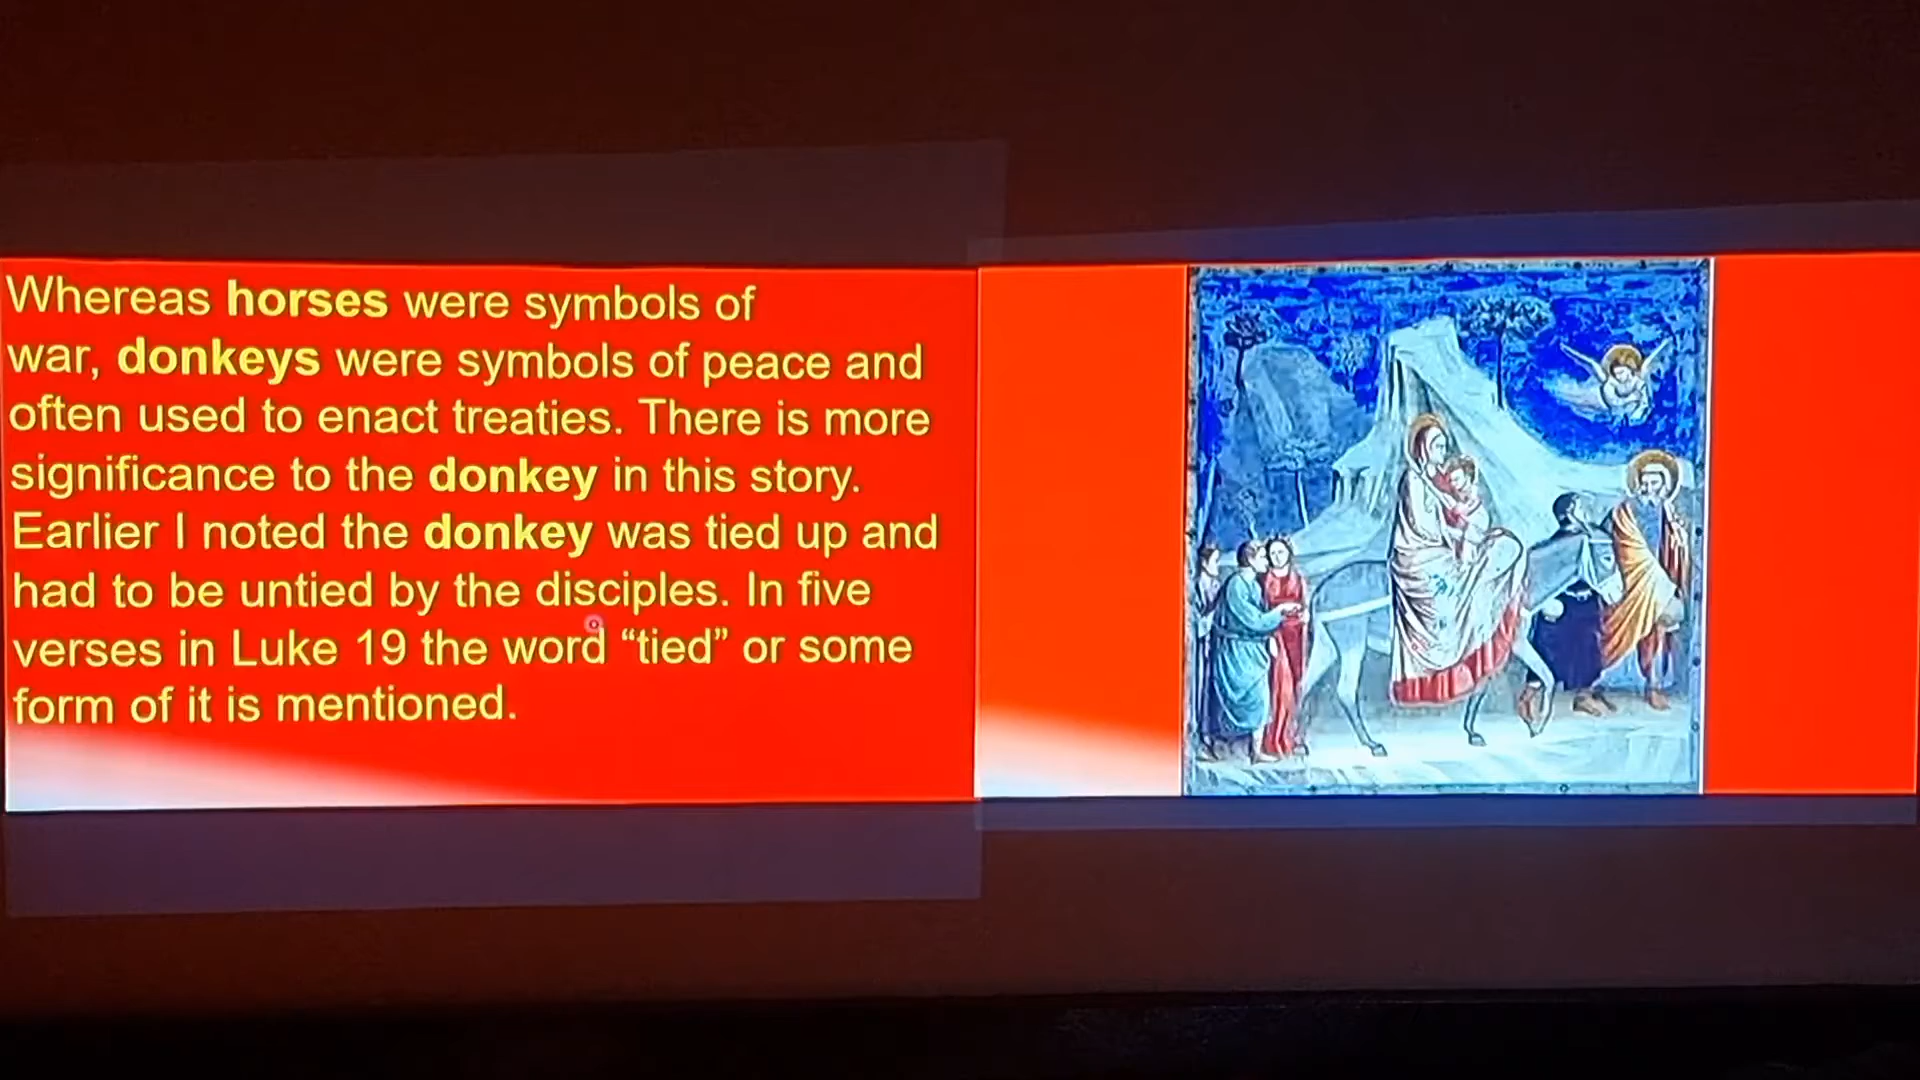 Whereas horses were symbols of
war, donkeys were symbols of peace and
often used to enact treaties. There is more
significance to the donkey in this story.
Earlier I noted the donkey was tied up and
had to be untied by the disciples. In five
verses in Luke 19 the word “tied” or some
form of it is mentioned.